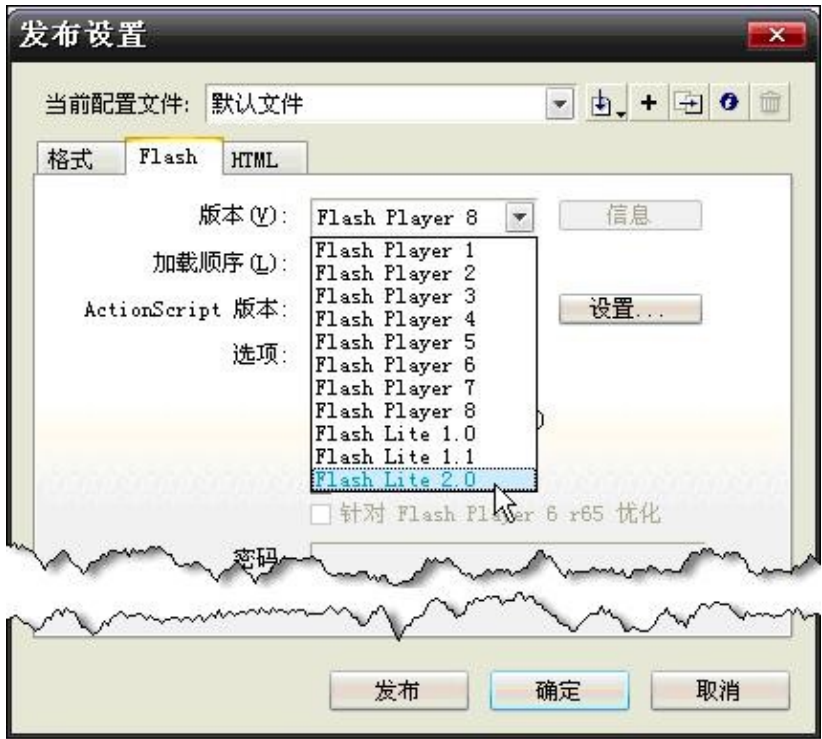 发布设置
当前配置文件: 默认文件
格式 Flash HTML
版本(V): Flash Player 8 信息
加载顺序(L):
ActionScript 版本: 设置...
选项:
Flash Player 1
Flash Player 2
Flash Player 3
Flash Player 4
Flash Player 5
Flash Player 6
Flash Player 7
Flash Player 8
Flash Lite 1.0
Flash Lite 1.1
Flash Lite 2.0
针对 Flash Player 6 r65 优化
密码
发布 确定 取消